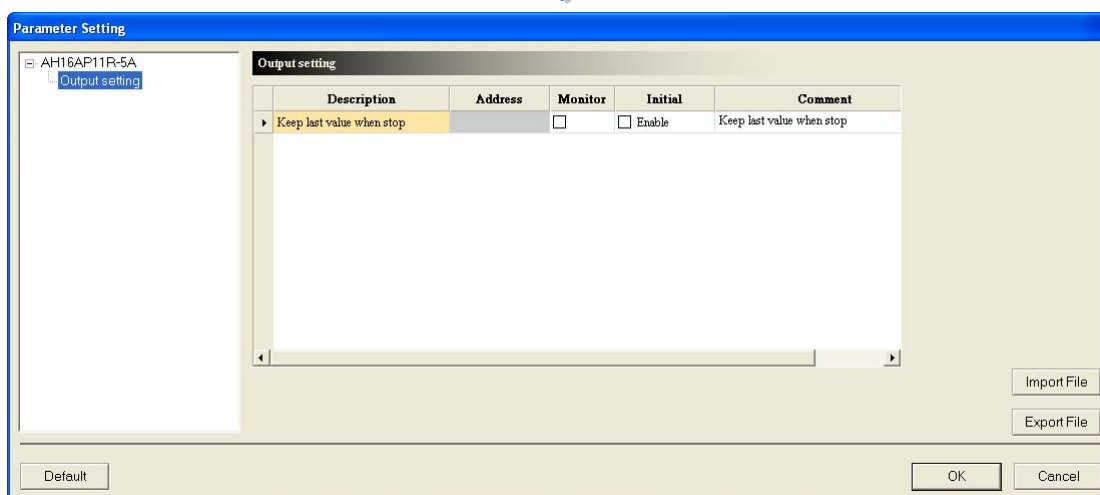 Parameter Setting
AH16AP11R-5A
Output setting
Output setting
Description Address Monitor Initial Comment
Keep last value when stop Enable Keep last value when stop
Import File
Export File
Default OK Cancel